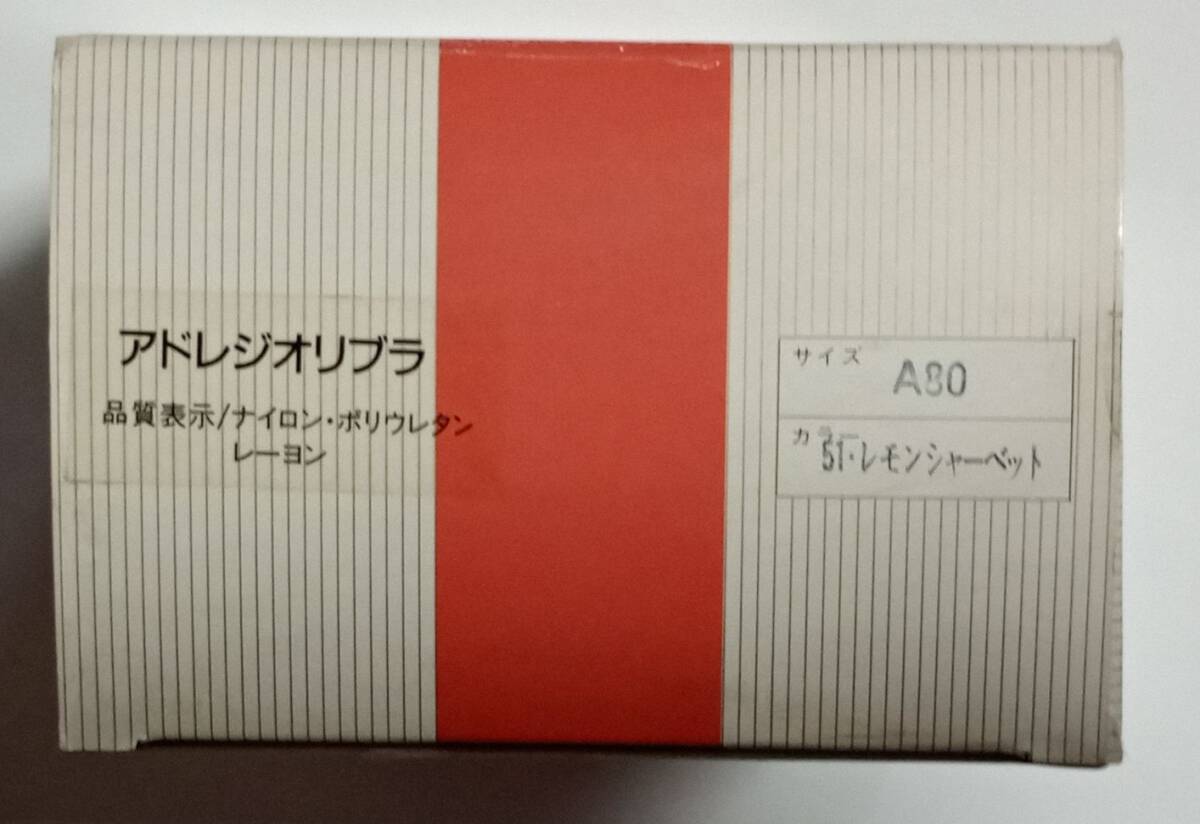 アドレジオリブラ
品質表示/ナイロン・ポリウレタン
レーヨン
サイズ
A80
カラー
51・レモンシャーベット